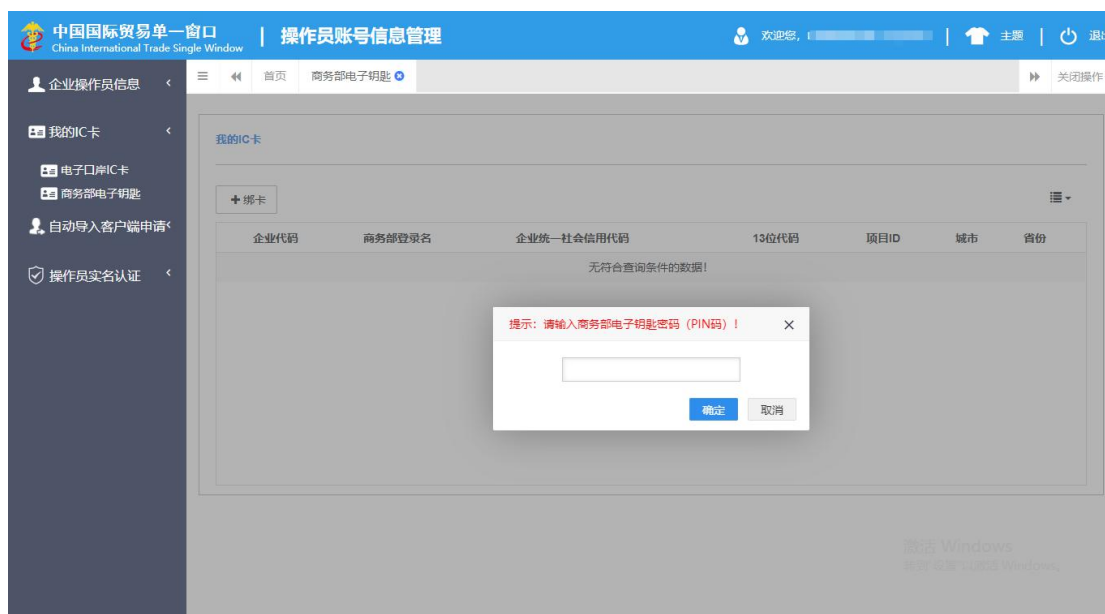 中国国际贸易单一窗口
China International Trade Single Window
操作员账号信息管理
欢迎您,
主题
企业操作员信息
首页
商务部电子钥匙
关闭操作
我的IC卡
电子口岸IC卡
商务部电子钥匙
自动导入客户端申请
操作员实名认证
我的IC卡
绑卡
企业代码 商务部登录名 企业统一社会信用代码 13位代码 项目ID 城市 省份
无符合查询条件的数据!
提示:请输入商务部电子钥匙密码(PIN码)!
确定
取消
激活 Windows